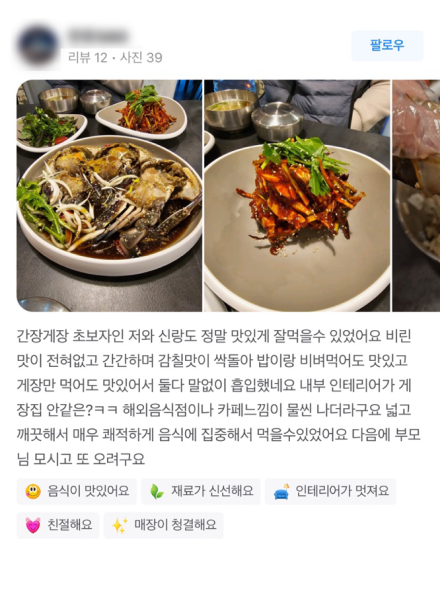 리뷰 12 • 사진 39
팔로우
간장게장 초보자인 저와 신랑도 정말 맛있게 잘먹을수 있었어요 비린
맛이 전혀없고 간간하며 감칠맛이 싹돌아 밥이랑 비벼먹어도 맛있고
게장만 먹어도 맛있어서 둘다 말없이 흡입했네요 내부 인테리어가 게
장집 안같은?ㅋㅋ 해외음식점이나 카페느낌이 물씬 나더라구요 넓고
깨끗해서 매우 쾌적하게 음식에 집중해서 먹을수있었어요 다음에 부모
님 모시고 또 오려구요
음식이 맛있어요 재료가 신선해요 인테리어가 멋져요
친절해요 매장이 청결해요